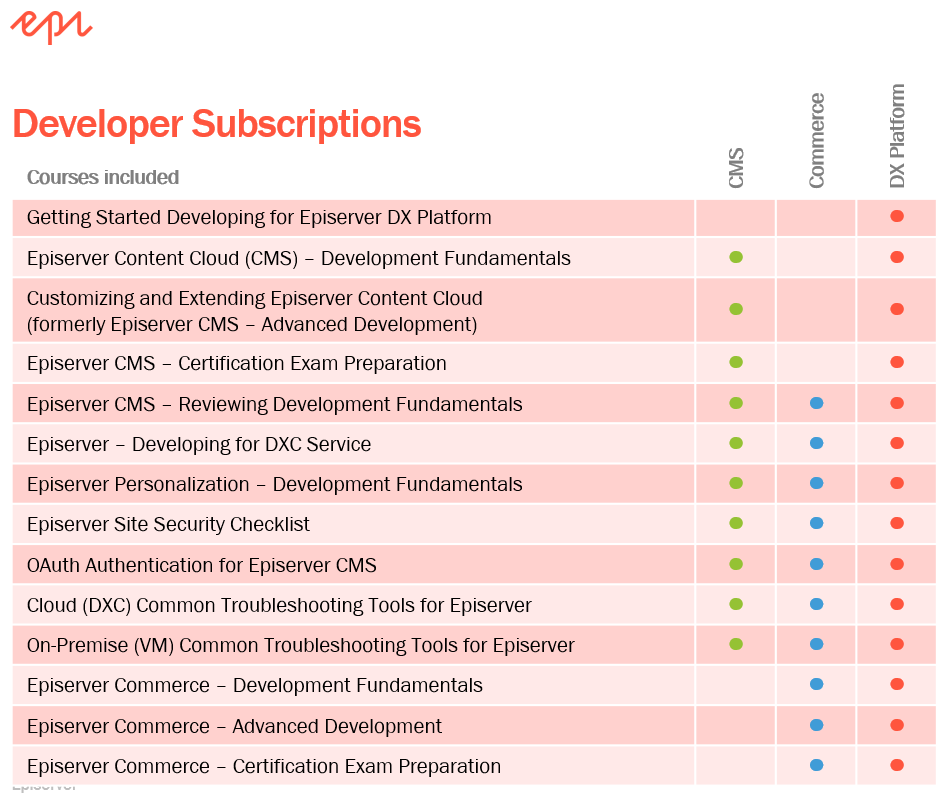 epi
Developer Subscriptions
Courses included
CMS
Commerce
DX Platform
Getting Started Developing for Episerver DX Platform
Episerver Content Cloud (CMS) – Development Fundamentals
Customizing and Extending Episerver Content Cloud
(formerly Episerver CMS – Advanced Development)
Episerver CMS – Certification Exam Preparation
Episerver CMS – Reviewing Development Fundamentals
Episerver – Developing for DXC Service
Episerver Personalization – Development Fundamentals
Episerver Site Security Checklist
OAuth Authentication for Episerver CMS
Cloud (DXC) Common Troubleshooting Tools for Episerver
On-Premise (VM) Common Troubleshooting Tools for Episerver
Episerver Commerce – Development Fundamentals
Episerver Commerce – Advanced Development
Episerver Commerce – Certification Exam Preparation
Episerver